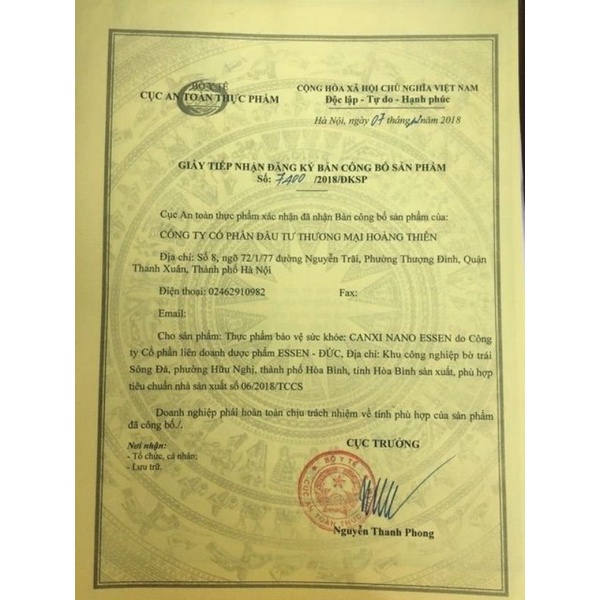 BỘ Y TẾ
CỤC AN TOÀN THỰC PHẨM
CỘNG HÒA XÃ HỘI CHỦ NGHĨA VIỆT NAM
Độc lập - Tự do - Hạnh phúc
Hà Nội, ngày 07 tháng năm 2018
GIẤY TIẾP NHẬN ĐĂNG KÝ BẢN CÔNG BỐ SẢN PHẨM
Số: 7400 /2018/ĐKSP
Cục An toàn thực phẩm xác nhận đã nhận Bản công bố sản phẩm của:
CÔNG TY CỔ PHẦN ĐẦU TƯ THƯƠNG MẠI HOÀNG THIÊN
Địa chỉ: Số 8, ngõ 72/1/77 đường Nguyễn Trãi, Phường Thượng Đình, Quận
Thanh Xuân, Thành phố Hà Nội
Điện thoại: 02462910982 Fax:
Email:
Cho sản phẩm: Thực phẩm bảo vệ sức khỏe: CANXI NANO ESSEN do Công
ty Cổ phần liên doanh dược phẩm ESSEN - ĐỨC, Địa chỉ: Khu công nghiệp bờ trái
Sông Đà, phường Hữu Nghị, thành phố Hòa Bình, tỉnh Hòa Bình sản xuất, phù hợp
tiêu chuẩn nhà sản xuất số 06/2018/TCCS
Doanh nghiệp phải hoàn toàn chịu trách nhiệm về tính phù hợp của sản phẩm
đã công bố./.
Nơi nhận:
- Tổ chức, cá nhân;
- Lưu trữ.
CỤC TRƯỞNG
BỘ Y TẾ
CỤC AN TOÀN THỰC
Nguyễn Thanh Phong